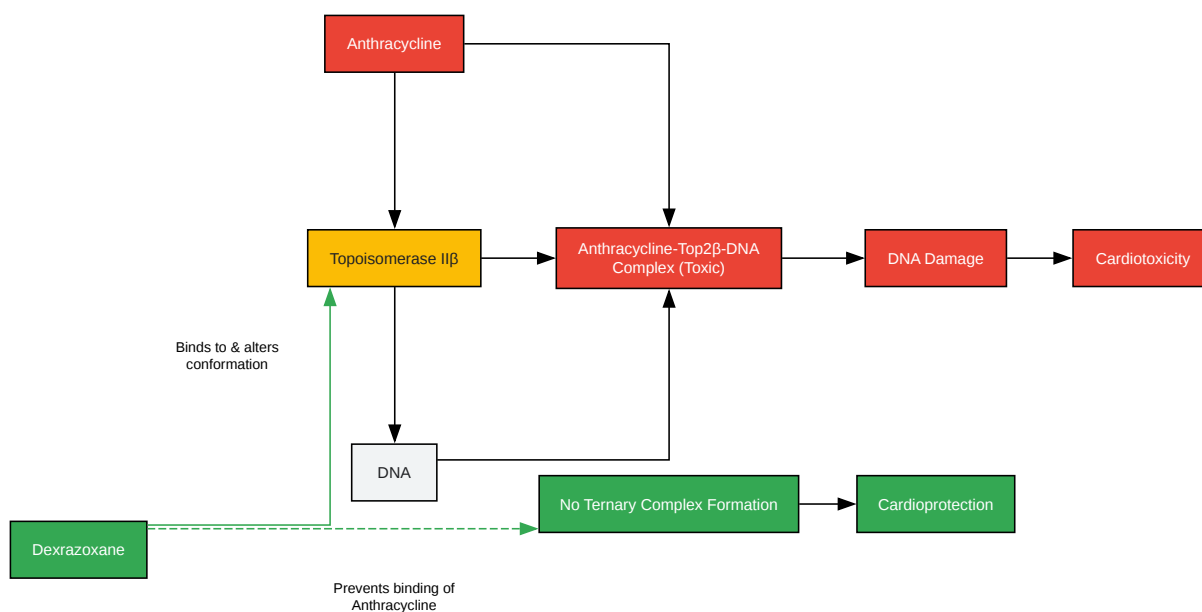 Anthracycline
Topoisomerase IIβ
Anthracycline-Top2β-DNA
Complex (Toxic)
DNA Damage
Cardiotoxicity
Binds to & alters
conformation
DNA
No Ternary Complex Formation
Cardioprotection
Dexrazoxane
Prevents binding of
Anthracycline